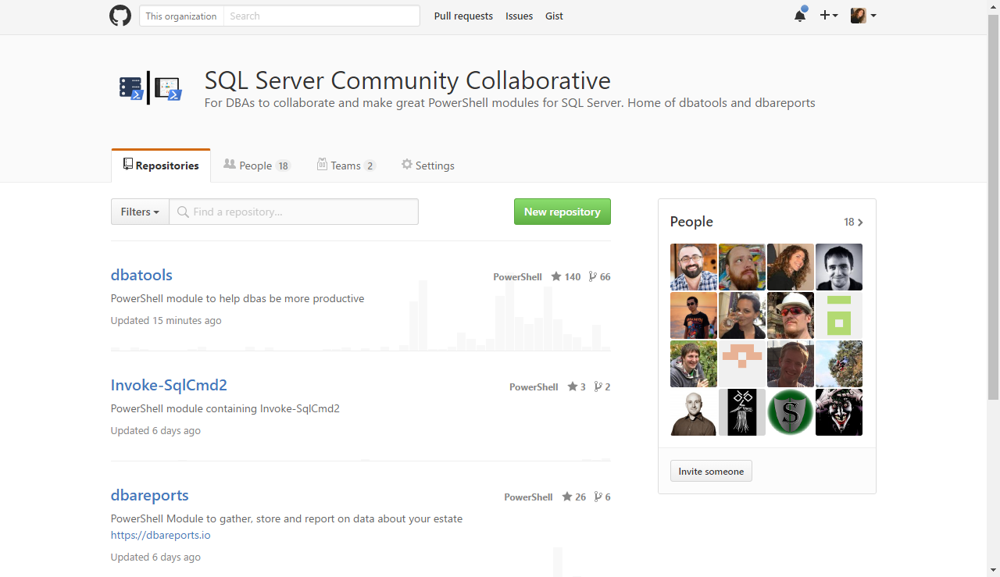 This organization Search Pull requests Issues Gist
SQL Server Community Collaborative
For DBAs to collaborate and make great PowerShell modules for SQL Server. Home of dbatools and dbareports
Repositories People 18 Teams 2 Settings
Filters Find a repository... New repository
dbatools PowerShell 140 66
PowerShell module to help dbas be more productive
Updated 15 minutes ago
Invoke-SqlCmd2 PowerShell 3 2
PowerShell module containing Invoke-SqlCmd2
Updated 6 days ago
dbareports PowerShell 26 6
PowerShell Module to gather, store and report on data about your estate
https://dbareports.io
Updated 6 days ago
People 18
S
Invite someone